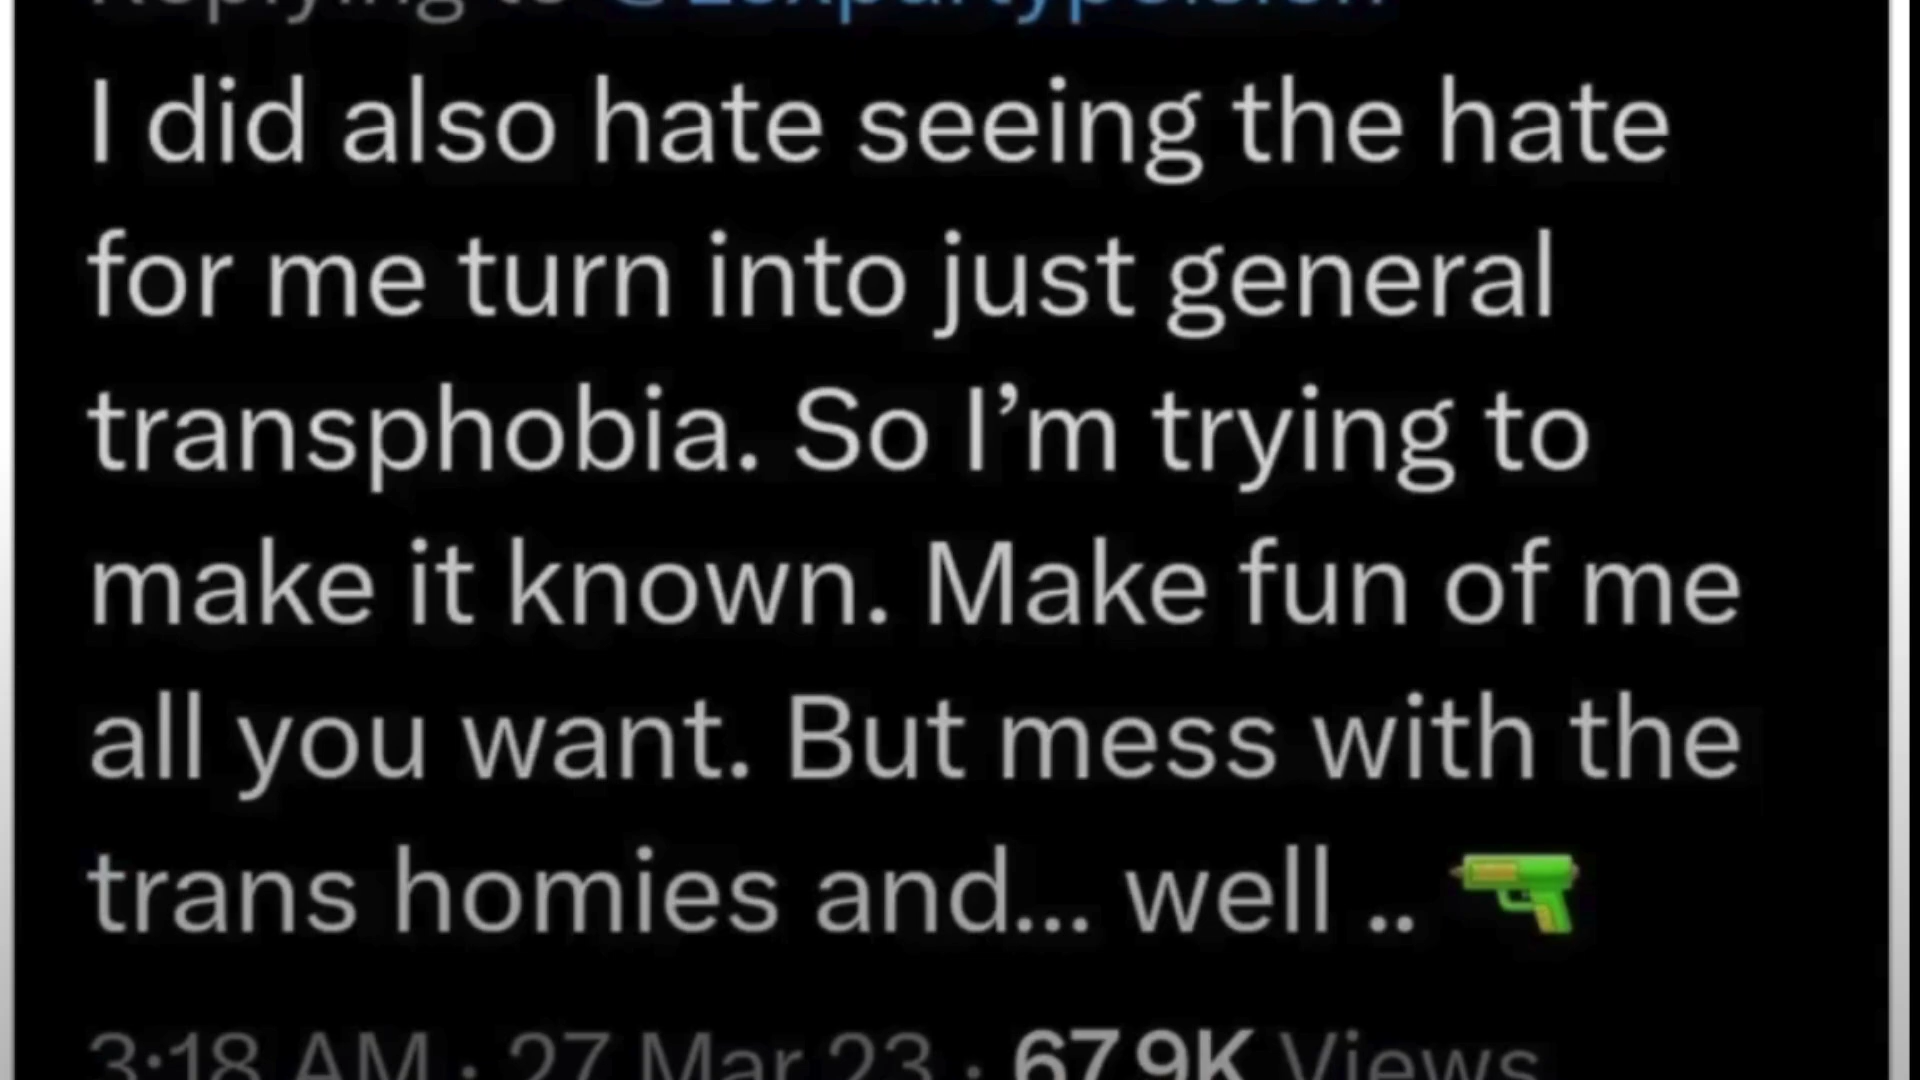 Replying to
I did also hate seeing the hate
for me turn into just general
transphobia. So I’m trying to
make it known. Make fun of me
all you want. But mess with the
trans homies and... well .. 🔫
3:18 AM · 27 Mar 23 · 67.9K Views